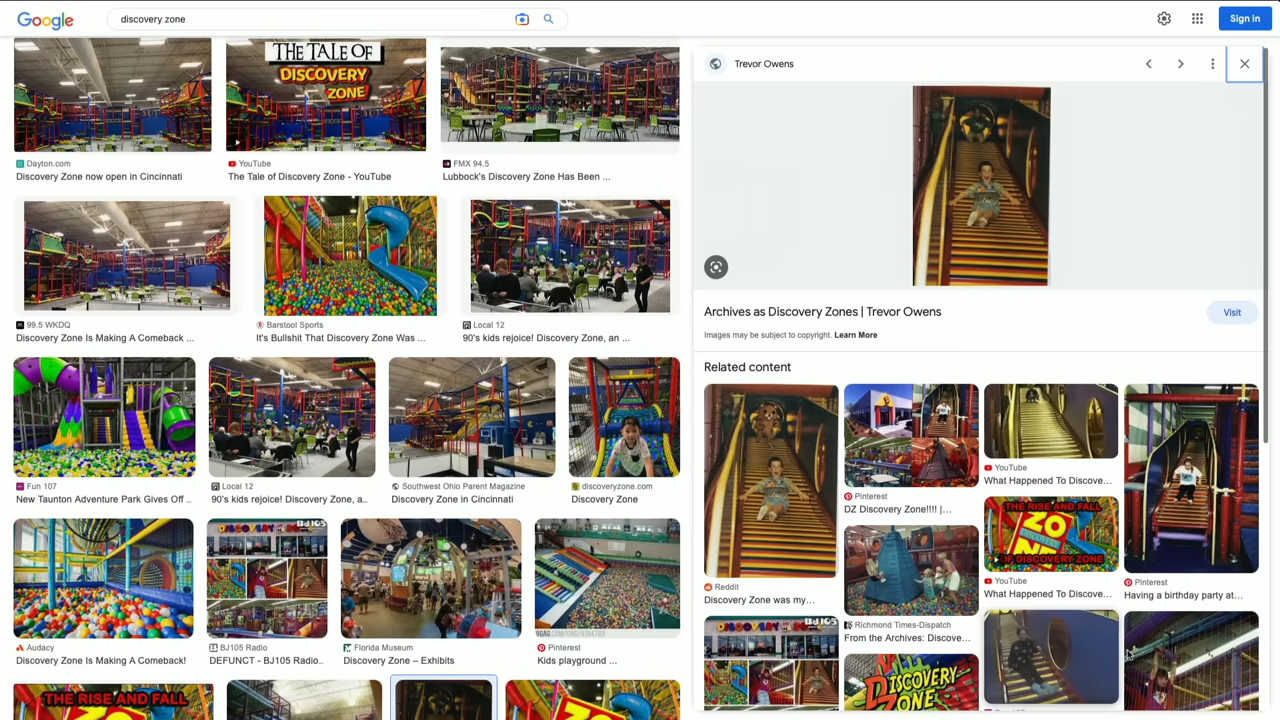 Google
discovery zone
Sign in
THE TALE OF
DISCOVERY
ZONE
Dayton.com
Discovery Zone now open in Cincinnati
YouTube
The Tale of Discovery Zone - YouTube
FMX 94.5
Lubbock's Discovery Zone Has Been ...
99.5 WKDQ
Discovery Zone Is Making A Comeback ...
Barstool Sports
It's Bullshit That Discovery Zone Was ...
Local 12
90's kids rejoice! Discovery Zone, an ...
Fun 107
New Taunton Adventure Park Gives Off ..
Local 12
90's kids rejoice! Discovery Zone, a..
Southwest Ohio Parent Magazine
Discovery Zone in Cincinnati
discoveryzone.com
Discovery Zone
BJ105
Audacy
Discovery Zone Is Making A Comeback!
BJ105 Radio
DEFUNCT - BJ105 Radio..
Florida Museum
Discovery Zone – Exhibits
Pinterest
Kids playground ...
THE RISE AND FALL
Trevor Owens
Archives as Discovery Zones | Trevor Owens
Visit
Images may be subject to copyright. Learn More
Related content
Reddit
Discovery Zone was my...
Pinterest
DZ Discovery Zone!!!! |...
Richmond Times-Dispatch
From the Archives: Discove...
DISCOVERY
ZONE
YouTube
What Happened To Discove...
THE RISE AND FALL
ZONE
OF DISCOVERY ZONE
YouTube
What Happened To Discove...
Pinterest
Having a birthday party at...